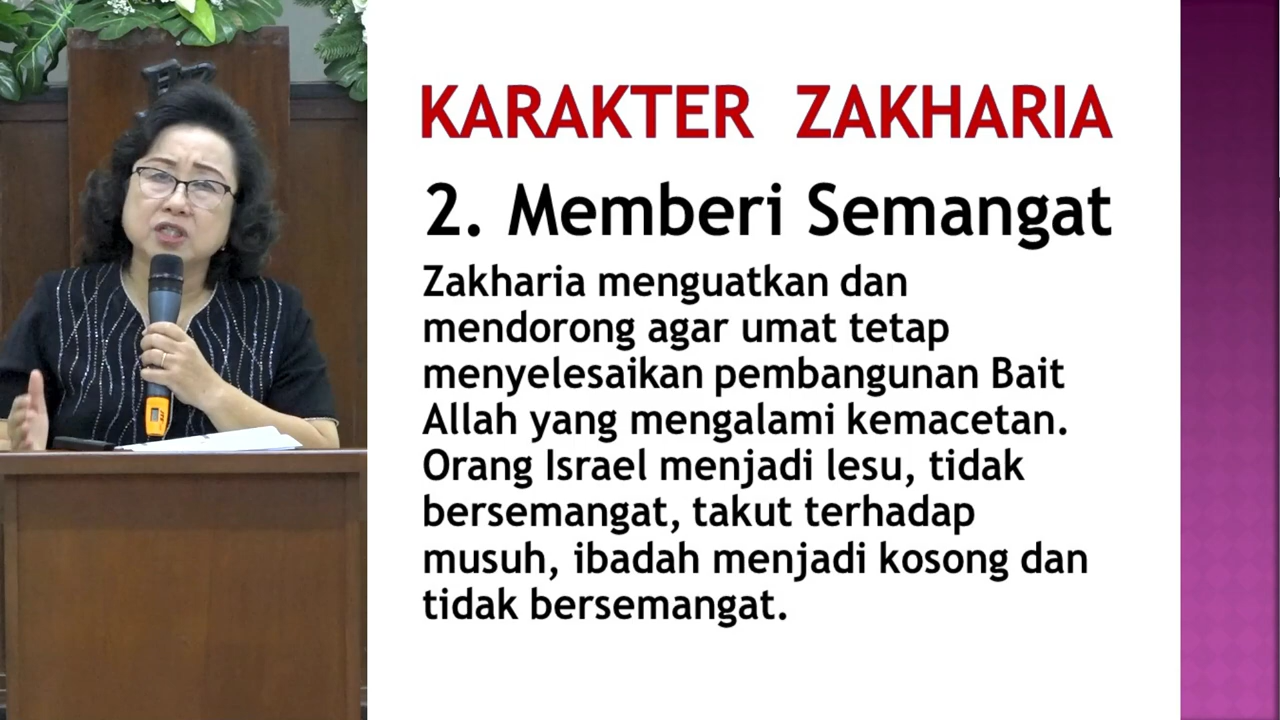 KARAKTER ZAKHARIA
2. Memberi Semangat
Zakharia menguatkan dan
mendorong agar umat tetap
menyelesaikan pembangunan Bait
Allah yang mengalami kemacetan.
Orang Israel menjadi lesu, tidak
bersemangat, takut terhadap
musuh, ibadah menjadi kosong dan
tidak bersemangat.